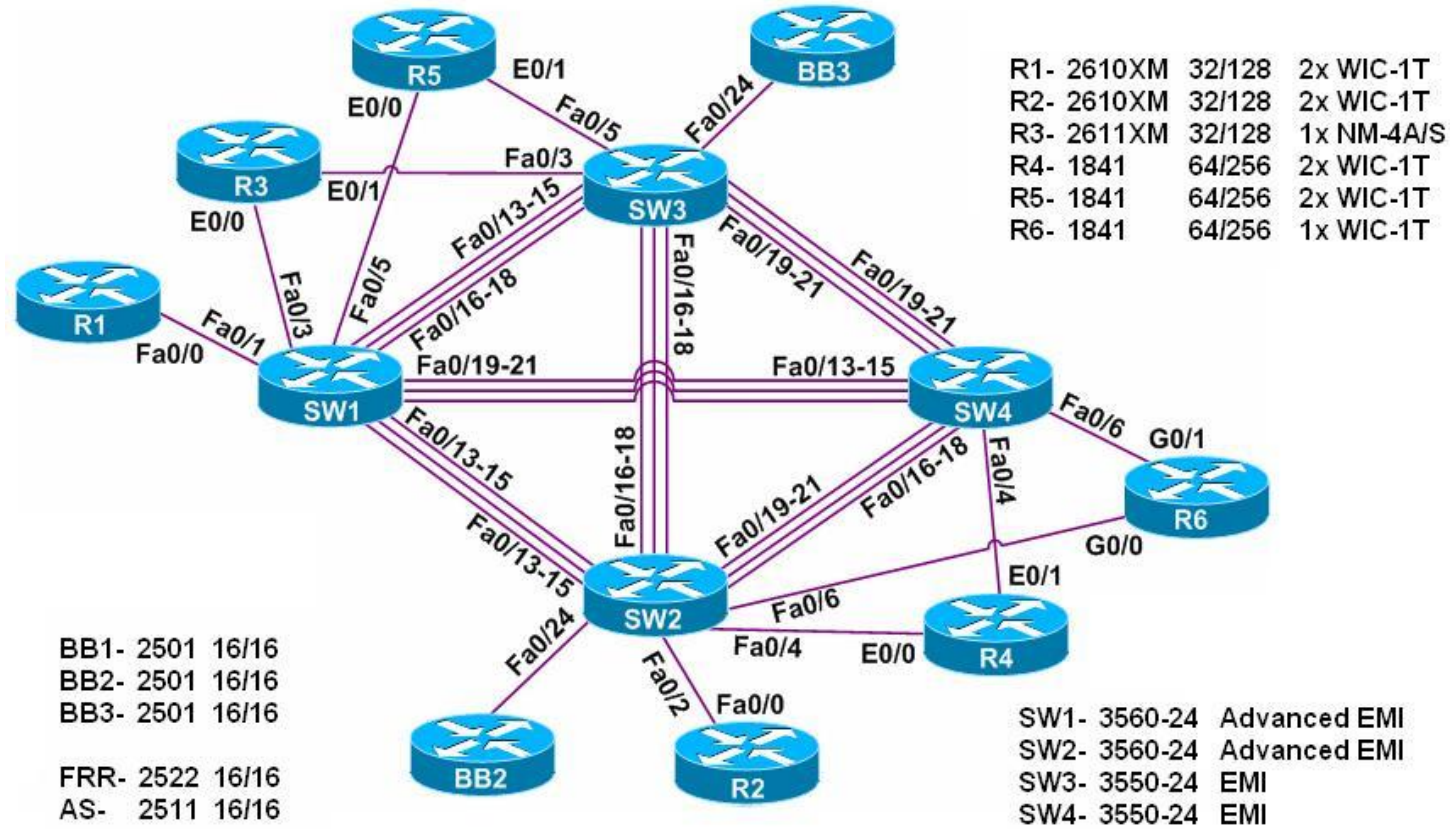 R5
E0/1
E0/0
BB3
Fa0/24
Fa0/5
R1- 2610XM 32/128 2x WIC-1T
R2- 2610XM 32/128 2x WIC-1T
R3- 2611XM 32/128 1x NM-4A/S
R4- 1841 64/256 2x WIC-1T
R5- 1841 64/256 2x WIC-1T
R6- 1841 64/256 1x WIC-1T
R3
E0/1
E0/0
Fa0/3
SW3
Fa0/13-15
Fa0/16-18
Fa0/16-18
Fa0/19-21
Fa0/19-21
R1
Fa0/0
Fa0/1
Fa0/3
Fa0/5
SW1
Fa0/19-21
Fa0/13-15
SW4
Fa0/6
G0/1
Fa0/4
R6
G0/0
Fa0/13-15
Fa0/13-15
Fa0/16-18
Fa0/19-21
Fa0/16-18
SW2
Fa0/6
Fa0/4
E0/0
E0/1
R4
Fa0/24
Fa0/2
Fa0/0
BB2
R2
BB1- 2501 16/16
BB2- 2501 16/16
BB3- 2501 16/16
FRR- 2522 16/16
AS- 2511 16/16
SW1- 3560-24 Advanced EMI
SW2- 3560-24 Advanced EMI
SW3- 3550-24 EMI
SW4- 3550-24 EMI